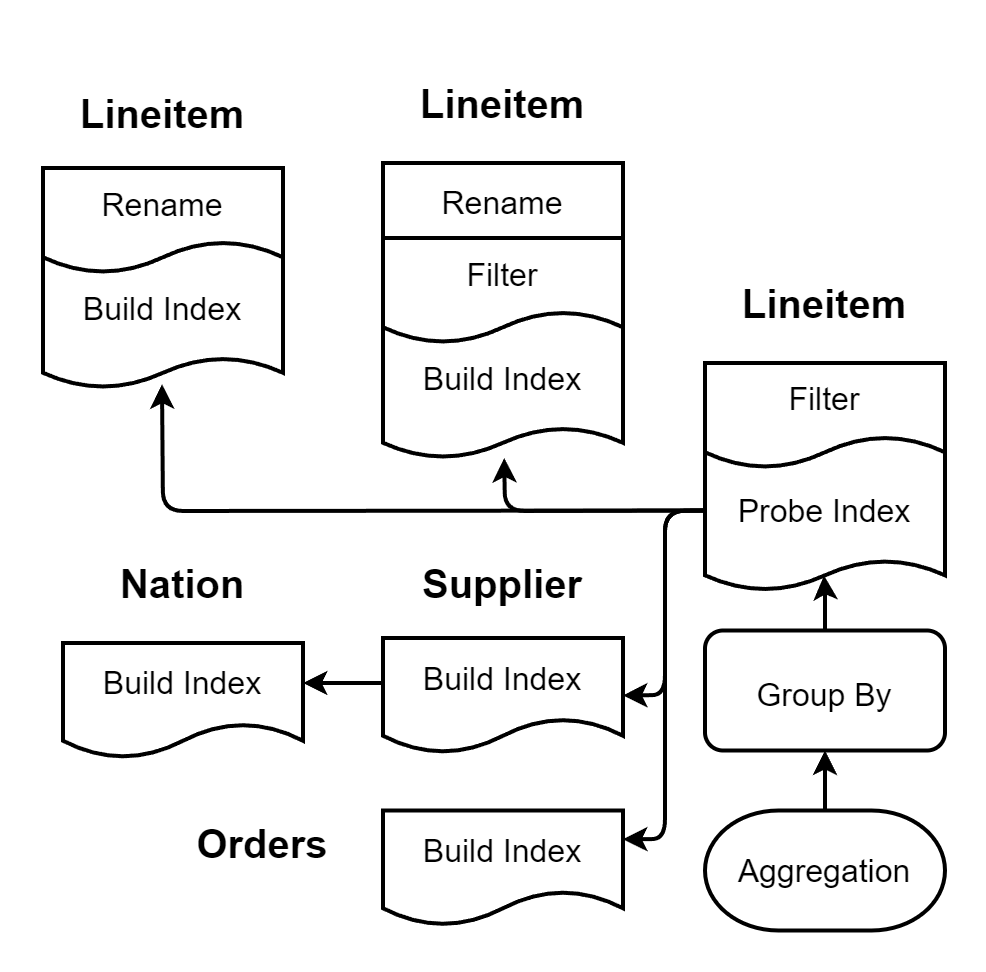 Lineitem
Rename
Build Index
Lineitem
Rename
Filter
Build Index
Lineitem
Filter
Probe Index
Nation
Build Index
Supplier
Build Index
Group By
Orders
Build Index
Aggregation